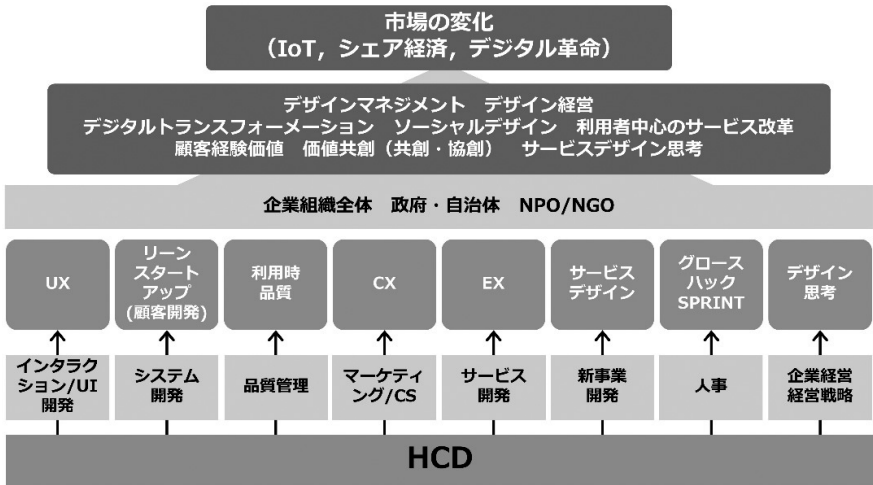 市場の変化
（IoT，シェア経済，デジタル革命）
デザインマネジメント　デザイン経営
デジタルトランスフォーメーション　ソーシャルデザイン　利用者中心のサービス改革
顧客経験価値　価値共創（共創・協創）　サービスデザイン思考
企業組織全体　政府・自治体　NPO/NGO
UX
リーン
スタート
アップ
(顧客開発)
利用時
品質
CX
EX
サービス
デザイン
グロース
ハック
SPRINT
デザイン
思考
インタラク
ション/UI
開発
システム
開発
品質管理
マーケティ
ング/CS
サービス
開発
新事業
開発
人事
企業経営
経営戦略
HCD